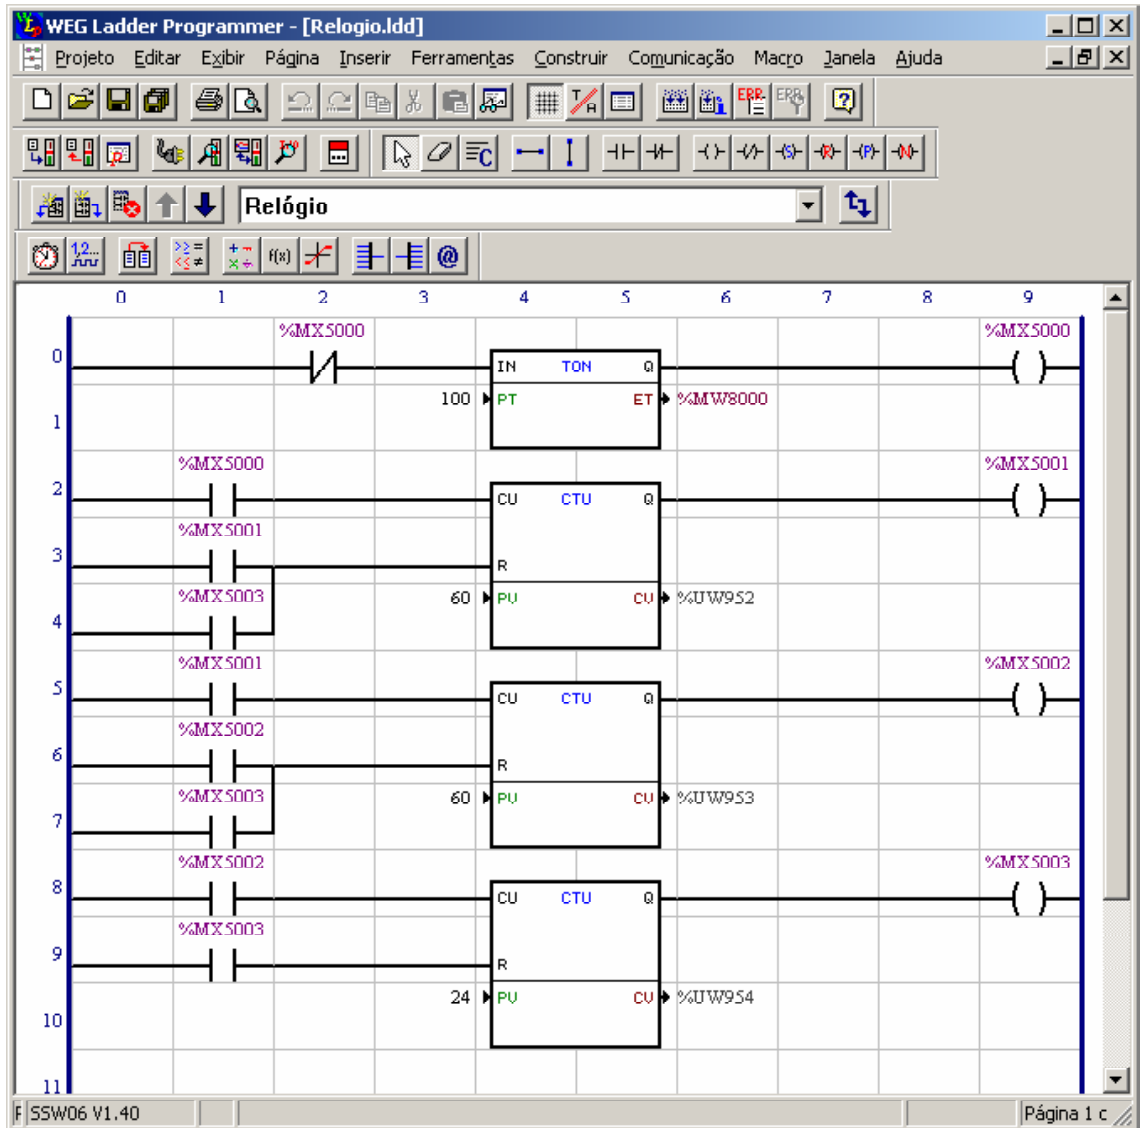 WEG Ladder Programmer - [Relogio.ldd]
Projeto Editar Exibir Página Inserir Ferramentas Construir Comunicação Macro Janela Ajuda
Relógio
0 1 2 3 4 5 6 7 8 9
%MX5000 %MX5000
0 IN TON Q
100 PT ET %MW8000
1
%MX5000 %MX5001
2 CU CTU Q
%MX5001
3 R
%MX5003
60 PV CV %UW952
4
%MX5001 %MX5002
5 CU CTU Q
%MX5002
6 R
%MX5003
60 PV CV %UW953
7
%MX5002 %MX5003
8 CU CTU Q
%MX5003
9 R
24 PV CV %UW954
10
11
F SSW06 V1.40 Página 1 c